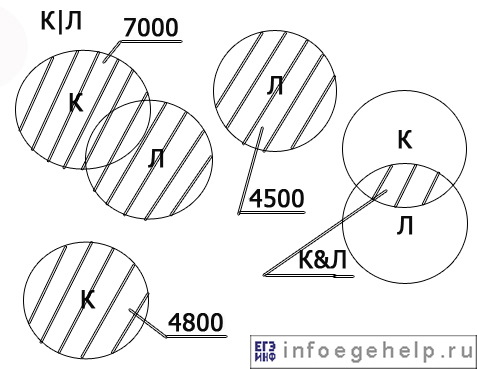 К|Л
7000
К
Л
Л
4500
К
Л
К&Л
К
4800
ЕГЭ
ИНФ
infoegehelp.ru